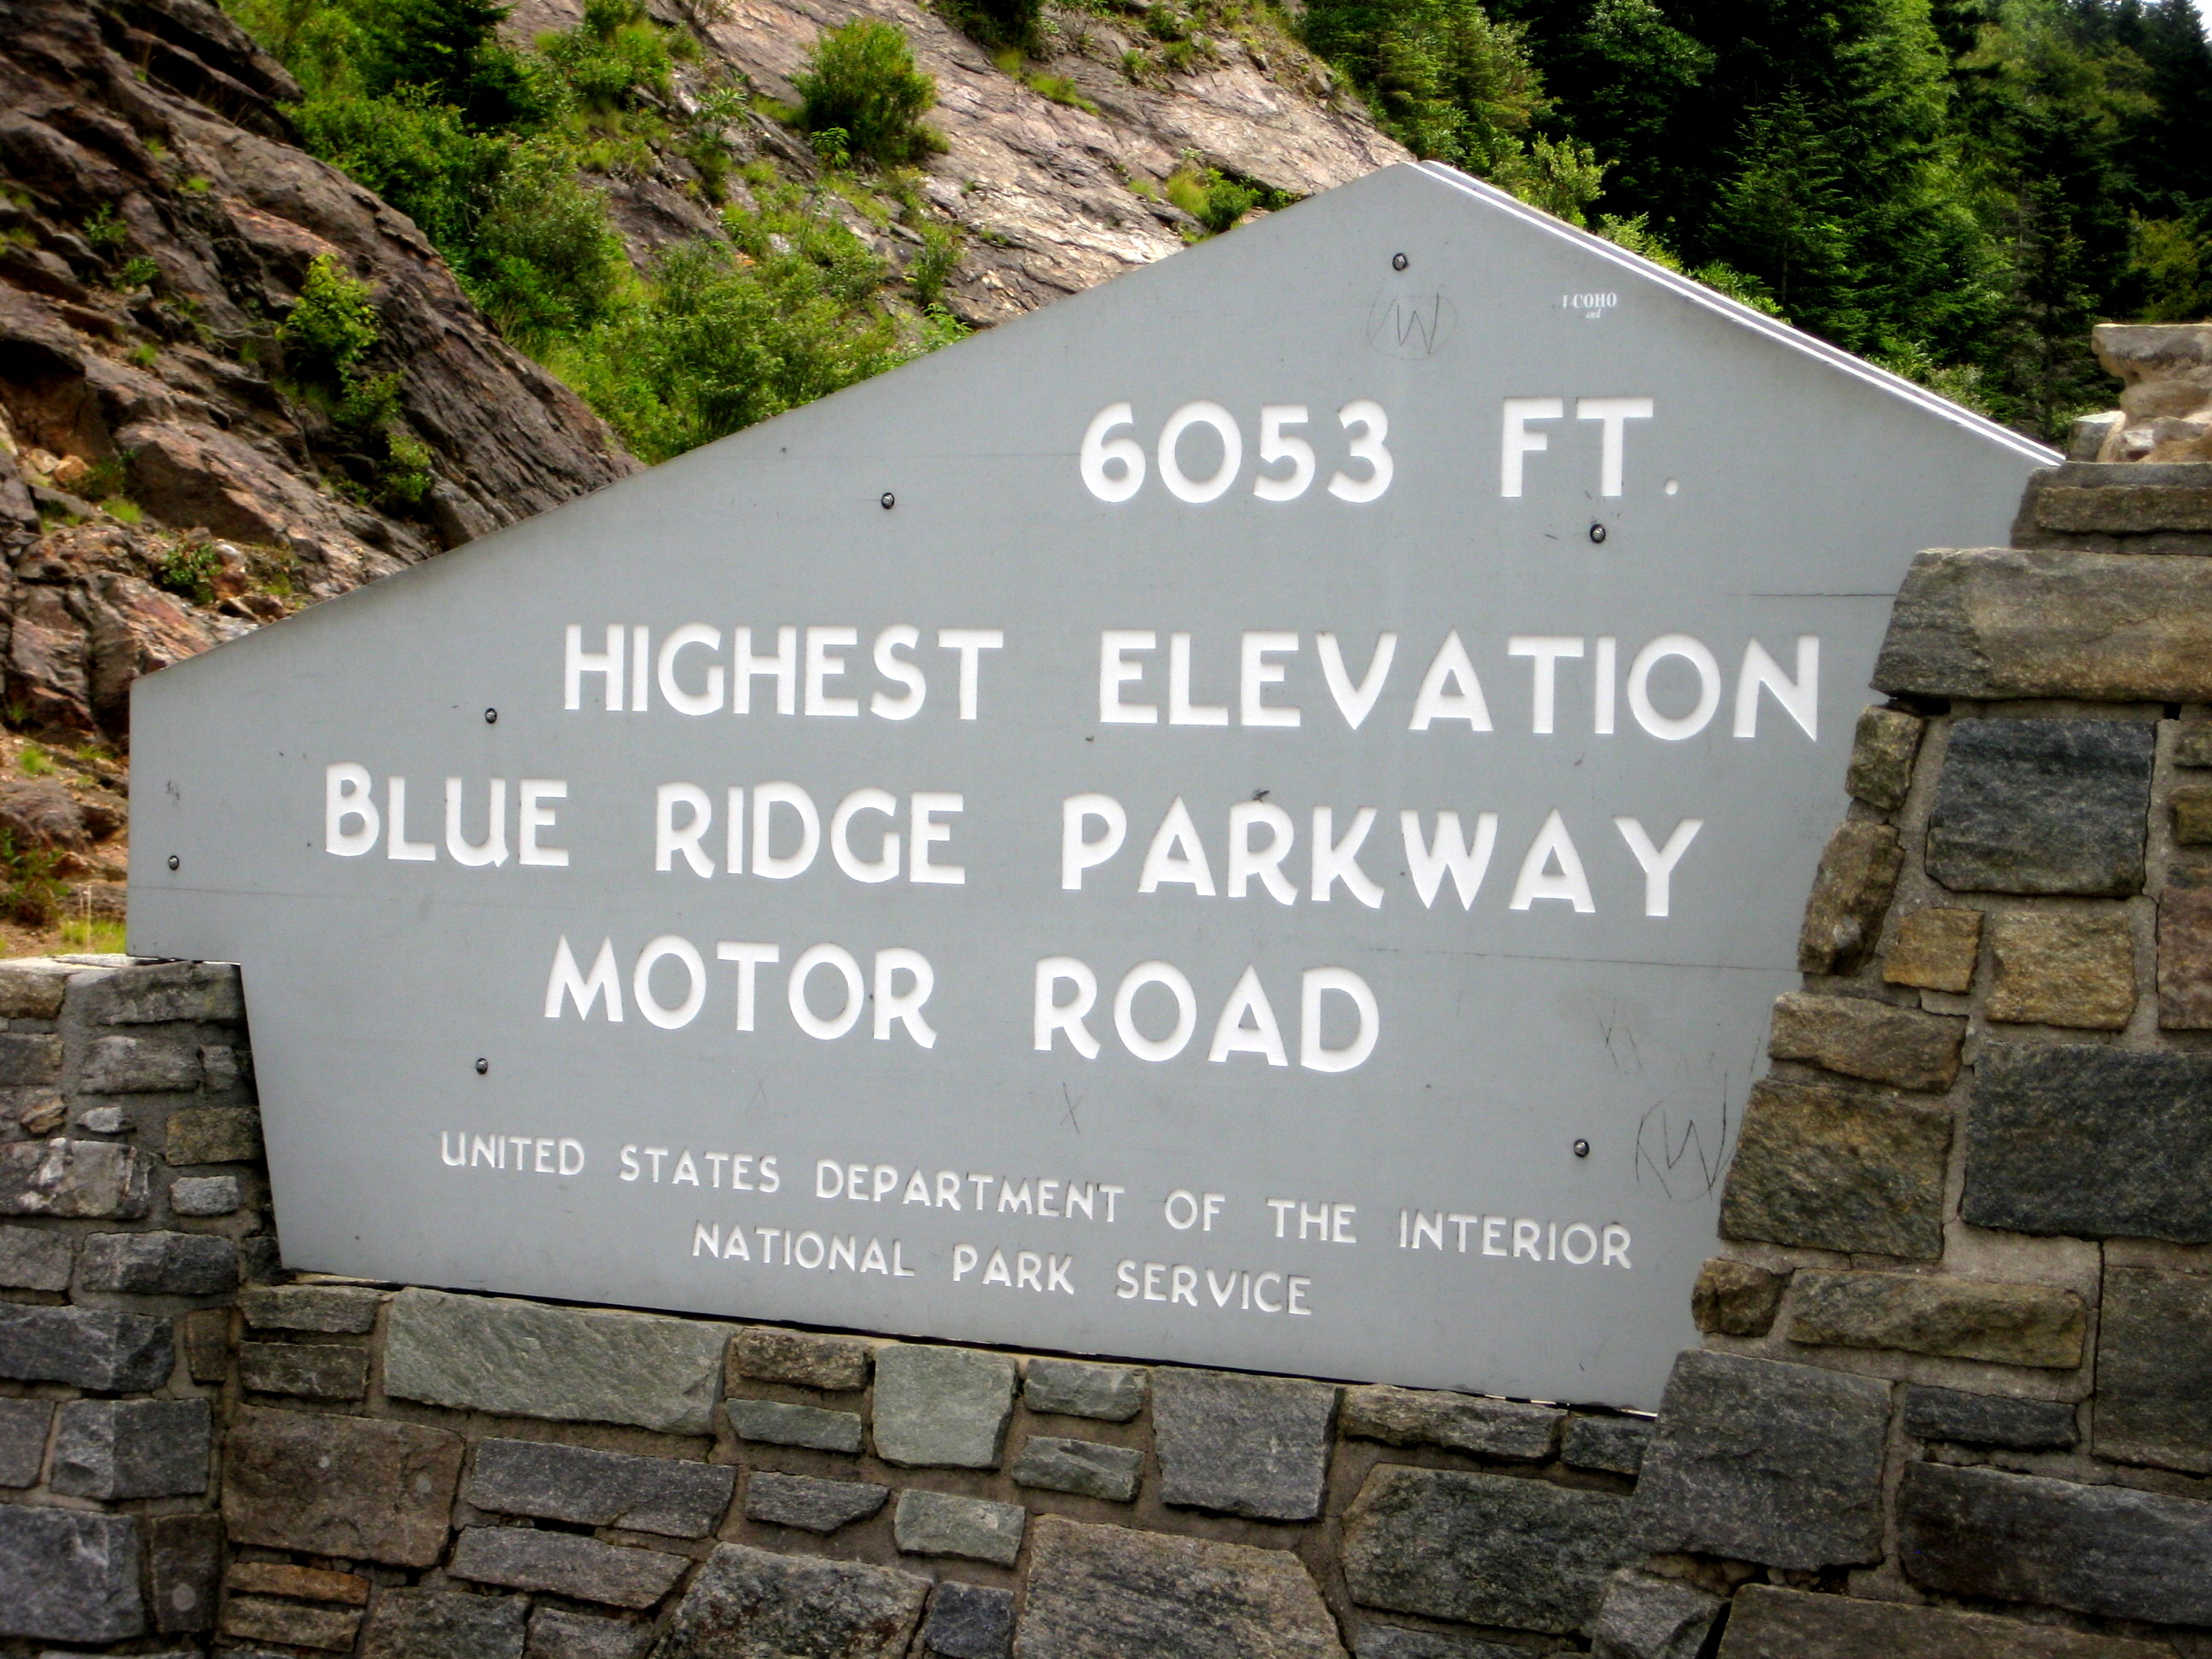 6053 FT.
HIGHEST ELEVATION
BLUE RIDGE PARKWAY
MOTOR ROAD
UNITED STATES DEPARTMENT OF THE INTERIOR
NATIONAL PARK SERVICE